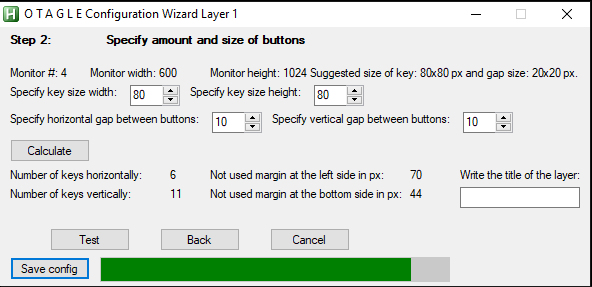 H O T A G L E Configuration Wizard Layer 1
Step 2: Specify amount and size of buttons
Monitor #: 4 Monitor width: 600 Monitor height: 1024 Suggested size of key: 80x80 px and gap size: 20x20 px.
Specify key size width: 80 Specify key size height: 80
Specify horizontal gap between buttons: 10 Specify vertical gap between buttons: 10
Calculate
Number of keys horizontally: 6 Not used margin at the left side in px: 70 Write the title of the layer:
Number of keys vertically: 11 Not used margin at the bottom side in px: 44
Test Back Cancel
Save config